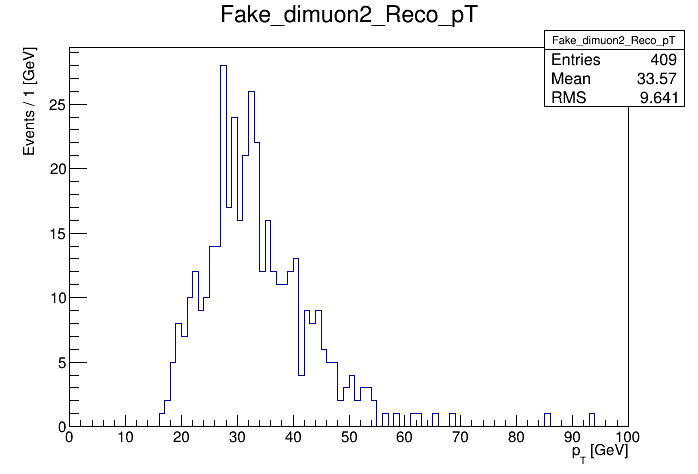 Fake_dimuon2_Reco_pT
Fake_dimuon2_Reco_pT
Entries 409
Mean 33.57
RMS 9.641
Events / 1 [GeV]
25
20
15
10
5
0
0 10 20 30 40 50 60 70 80 90 100
p_T [GeV]